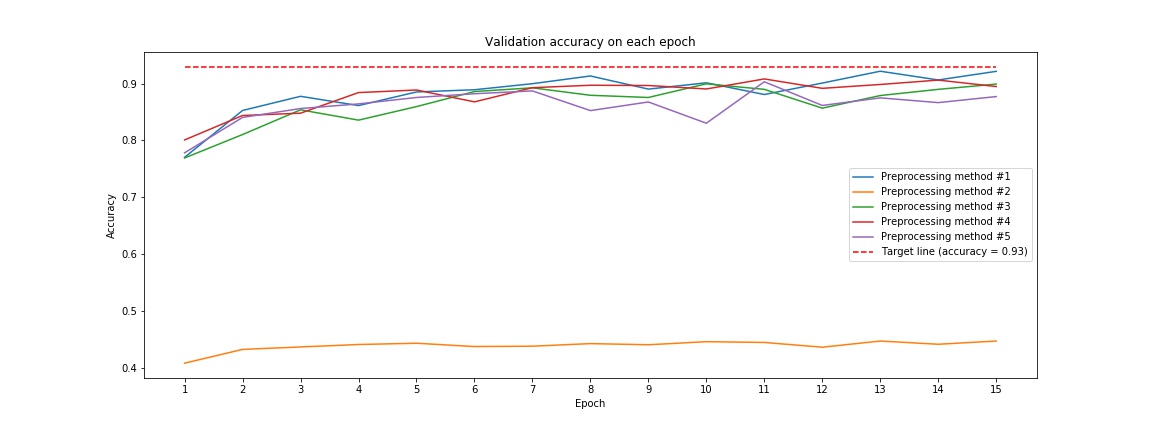 Validation accuracy on each epoch
Accuracy
0.9
0.8
0.7
0.6
0.5
0.4
Preprocessing method #1
Preprocessing method #2
Preprocessing method #3
Preprocessing method #4
Preprocessing method #5
Target line (accuracy = 0.93)
1 2 3 4 5 6 7 8 9 10 11 12 13 14 15
Epoch